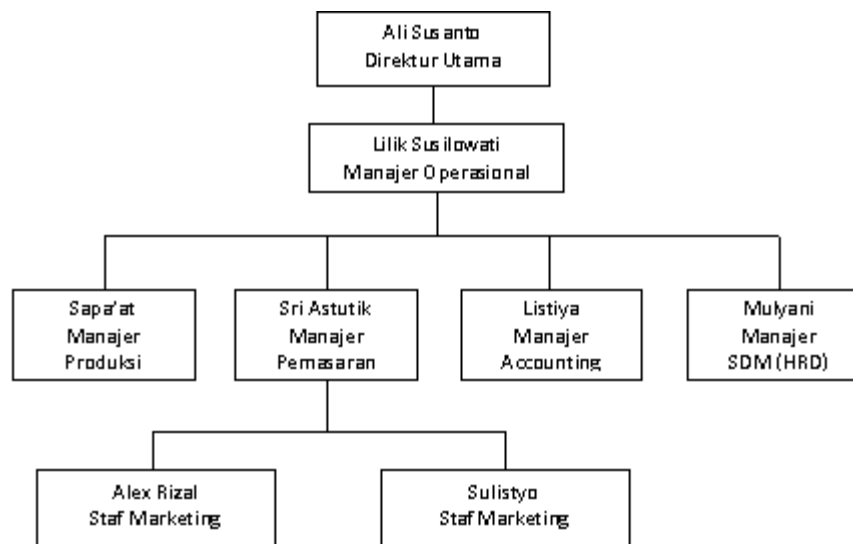 Ali Susanto
Direktur Utama
Lilik Susilowati
Manajer Operasional
Sapa'at
Manajer
Produksi
Sri Astutik
Manajer
Pemasaran
Listiya
Manajer
Accounting
Mulyani
Manajer
SDM (HRD)
Alex Rizal
Staf Marketing
Sulistyo
Staf Marketing